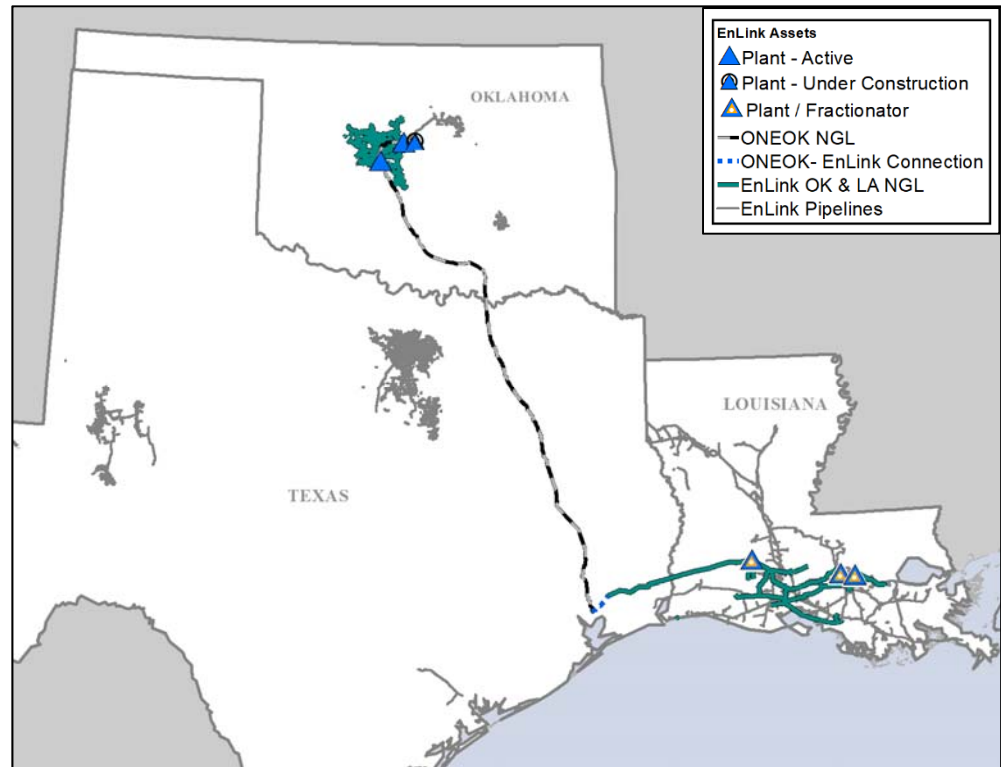 EnLink Assets
Plant - Active
Plant - Under Construction
Plant / Fractionator
ONEOK NGL
ONEOK- EnLink Connection
EnLink OK & LA NGL
EnLink Pipelines
OKLAHOMA
LOUISIANA
TEXAS